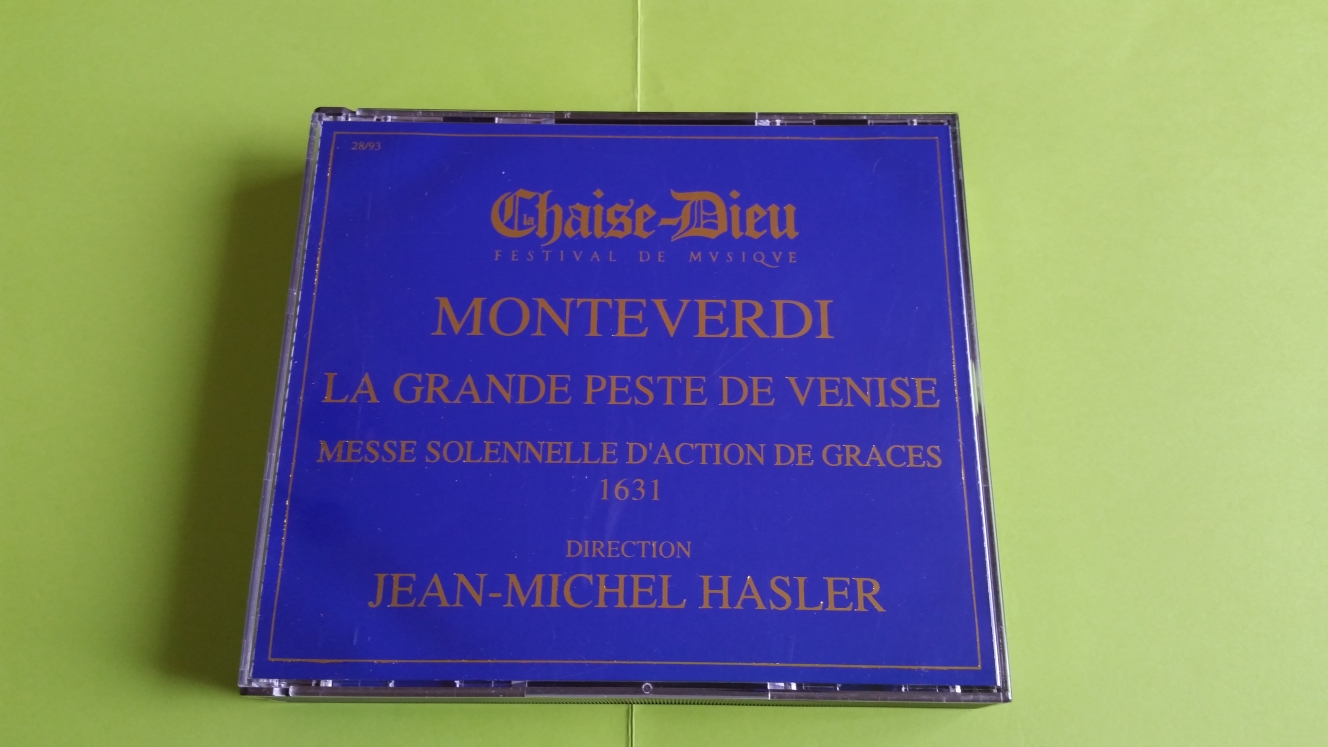 28/93
la Chaise-Dieu
FESTIVAL DE MVSIQVE
MONTEVERDI
LA GRANDE PESTE DE VENISE
MESSE SOLENNELLE D'ACTION DE GRACES
1631
DIRECTION
JEAN-MICHEL HASLER